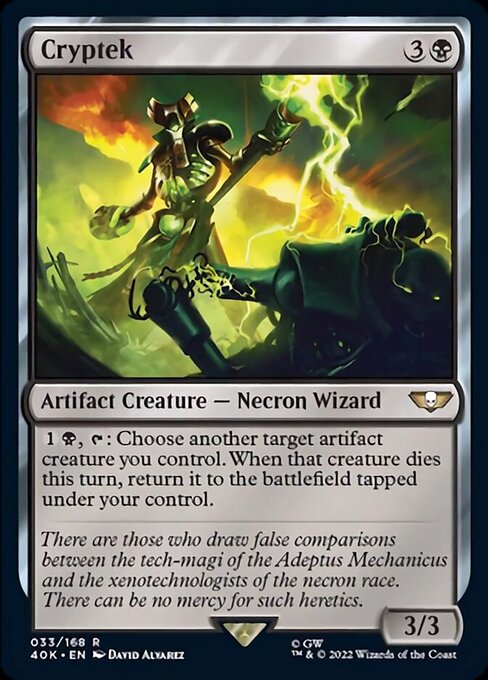 Cryptek 3
Artifact Creature — Necron Wizard
1 , : Choose another target artifact
creature you control. When that creature dies
this turn, return it to the battlefield tapped
under your control.
There are those who draw false comparisons
between the tech-magi of the Adeptus Mechanicus
and the xenotechnologists of the necron race.
There can be no mercy for such heretics.
3/3
033/168 R
40K • EN DAVID ALVAREZ
© GW
™ & © 2022 Wizards of the Coast